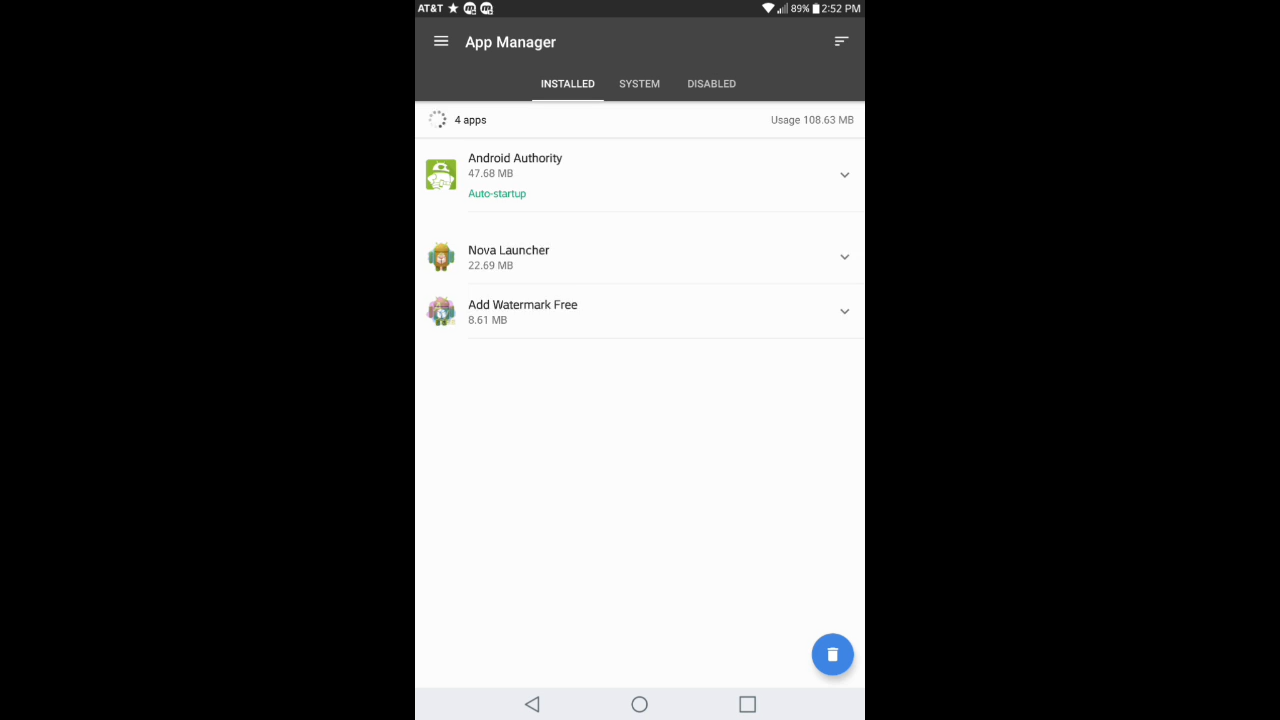 AT&T 89% 2:52 PM
App Manager
INSTALLED SYSTEM DISABLED
4 apps Usage 108.63 MB
Android Authority
47.68 MB
Auto-startup
Nova Launcher
22.69 MB
Add Watermark Free
8.61 MB